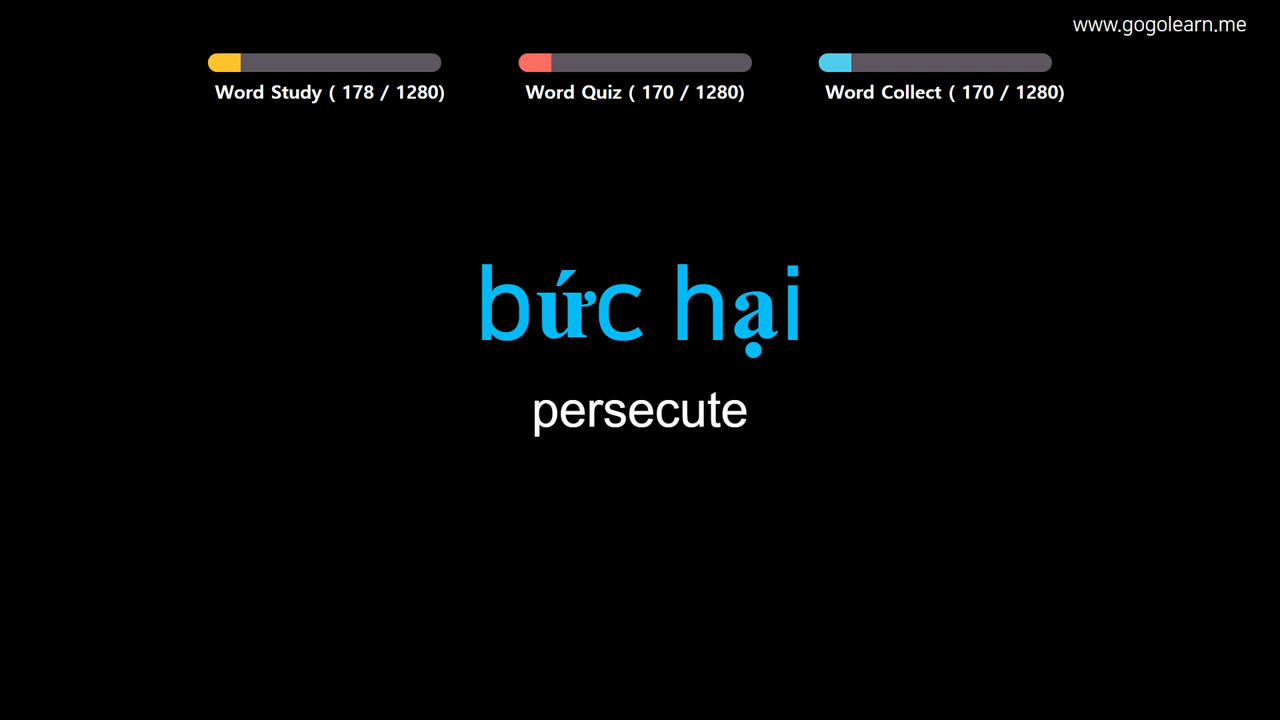 www.gogolearn.me
Word Study ( 178 / 1280)
Word Quiz ( 170 / 1280)
Word Collect ( 170 / 1280)
bức hại
persecute